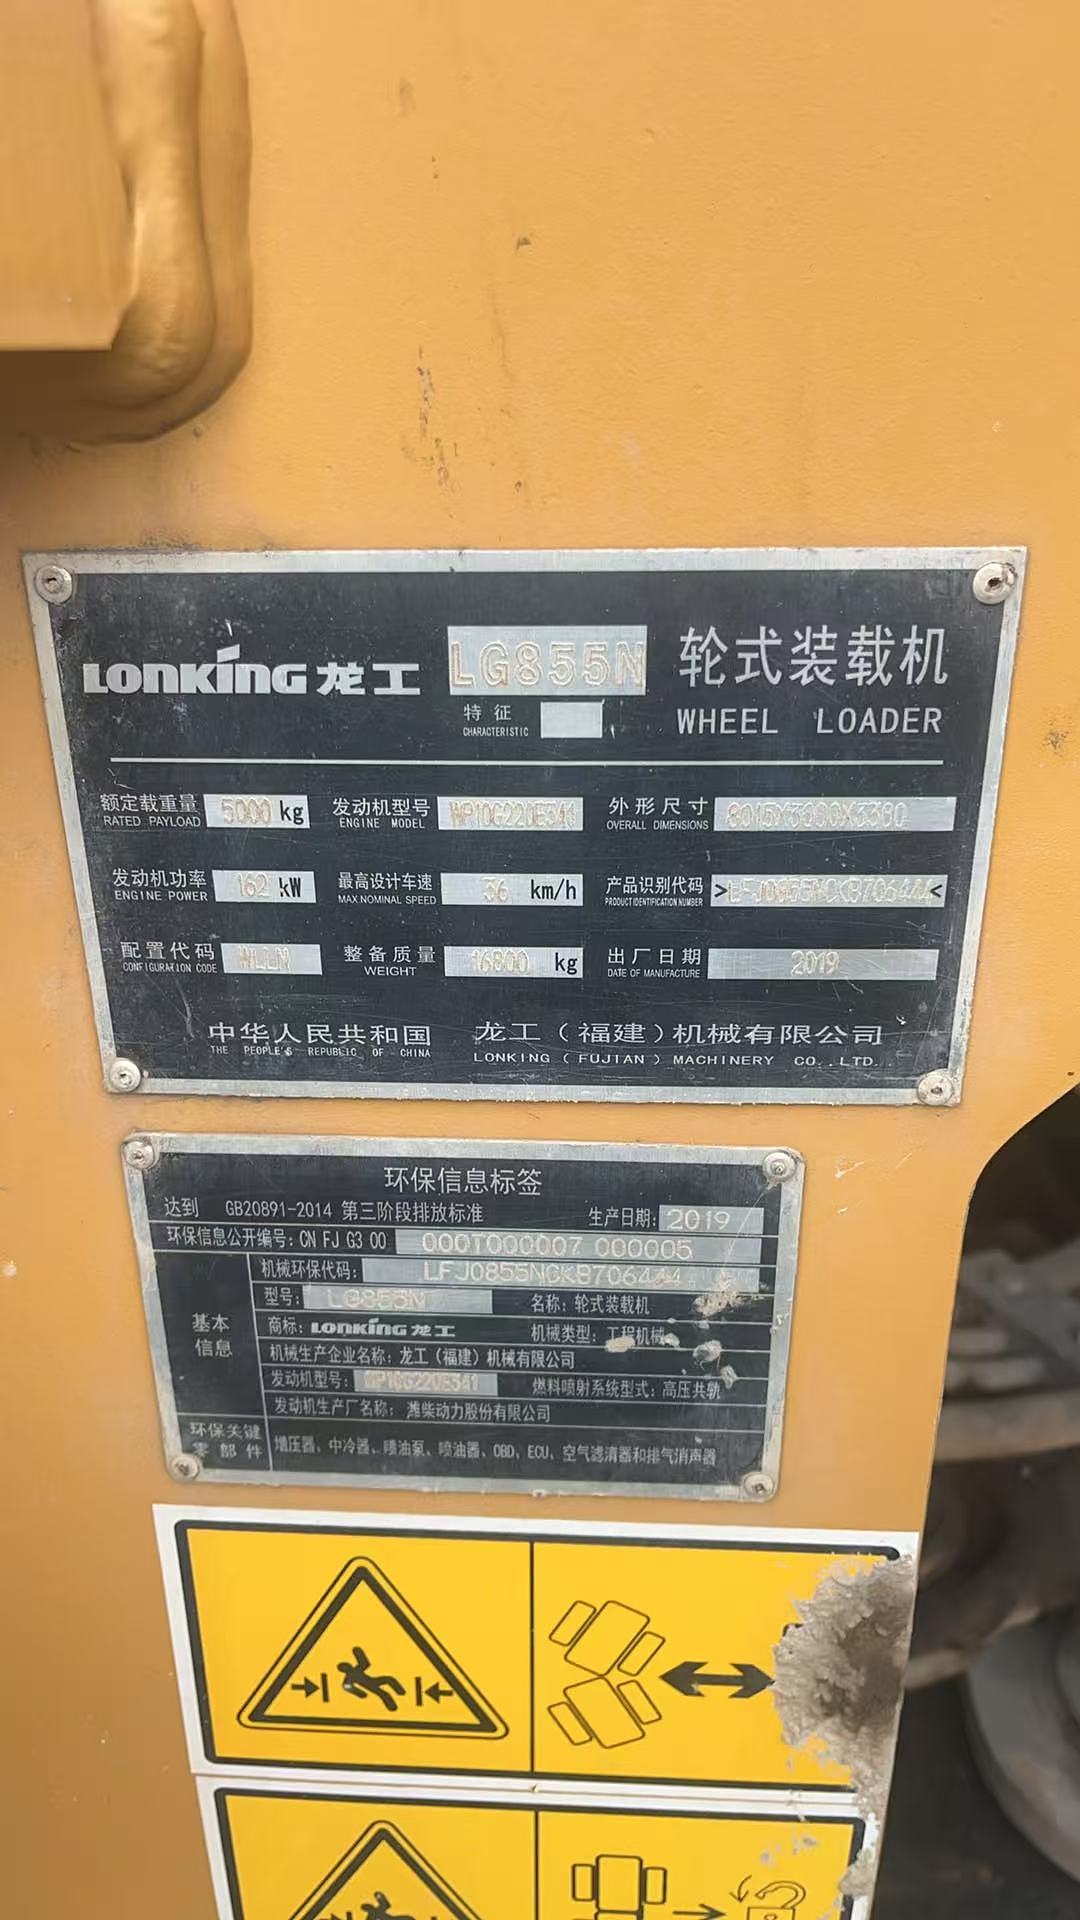 LONKING 龙工 LG855N 轮式装载机
特征
CHARACTERISTIC
WHEEL LOADER
额定载重量 5000 kg 发动机型号 WP10G220E341 外形尺寸
RATED PAYLOAD ENGINE MODEL OVERALL DIMENSIONS
发动机功率 162 kW 最高设计车速 36 km/h 产品识别代码
ENGINE POWER MAX.NOMINAL SPEED PRODUCT IDENTIFICATION NUMBER
配置代码 整备质量 16800 kg 出厂日期 2019
CONFIGURATION CODE WEIGHT DATE OF MANUFACTURE
中华人民共和国 龙工（福建）机械有限公司
THE PEOPLE'S REPUBLIC OF CHINA LONKING (FUJIAN) MACHINERY CO.,LTD.
环保信息标签
达到 GB20891-2014 第三阶段排放标准 生产日期: 2019
环保信息公开编号: CN FJ G3 00 000T000007 000005
机械环保代码:
型号: LG855N 名称: 轮式装载机
基本
信息
商标: LONKING 龙工 机械类型: 工程机械
机械生产企业名称: 龙工（福建）机械有限公司
发动机型号: WP10G220E341 燃料喷射系统型式: 高压共轨
发动机生产厂名称: 潍柴动力股份有限公司
环保关键
零部件
增压器、中冷器、喷油泵、喷油器、OBD、ECU、空气滤清器和排气消声器